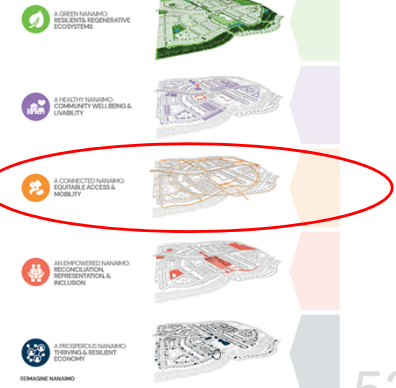 A GREEN NANAIMO:
RESILIENT & REGENERATIVE
ECOSYSTEMS
A HEALTHY NANAIMO:
COMMUNITY WELLBEING &
LIVABILITY
A CONNECTED NANAIMO:
EQUITABLE ACCESS &
MOBILITY
AN EMPOWERED NANAIMO:
RECONCILIATION,
REPRESENTATION, &
INCLUSION
A PROSPEROUS NANAIMO:
THRIVING & RESILIENT
ECONOMY
REIMAGINE NANAIMO